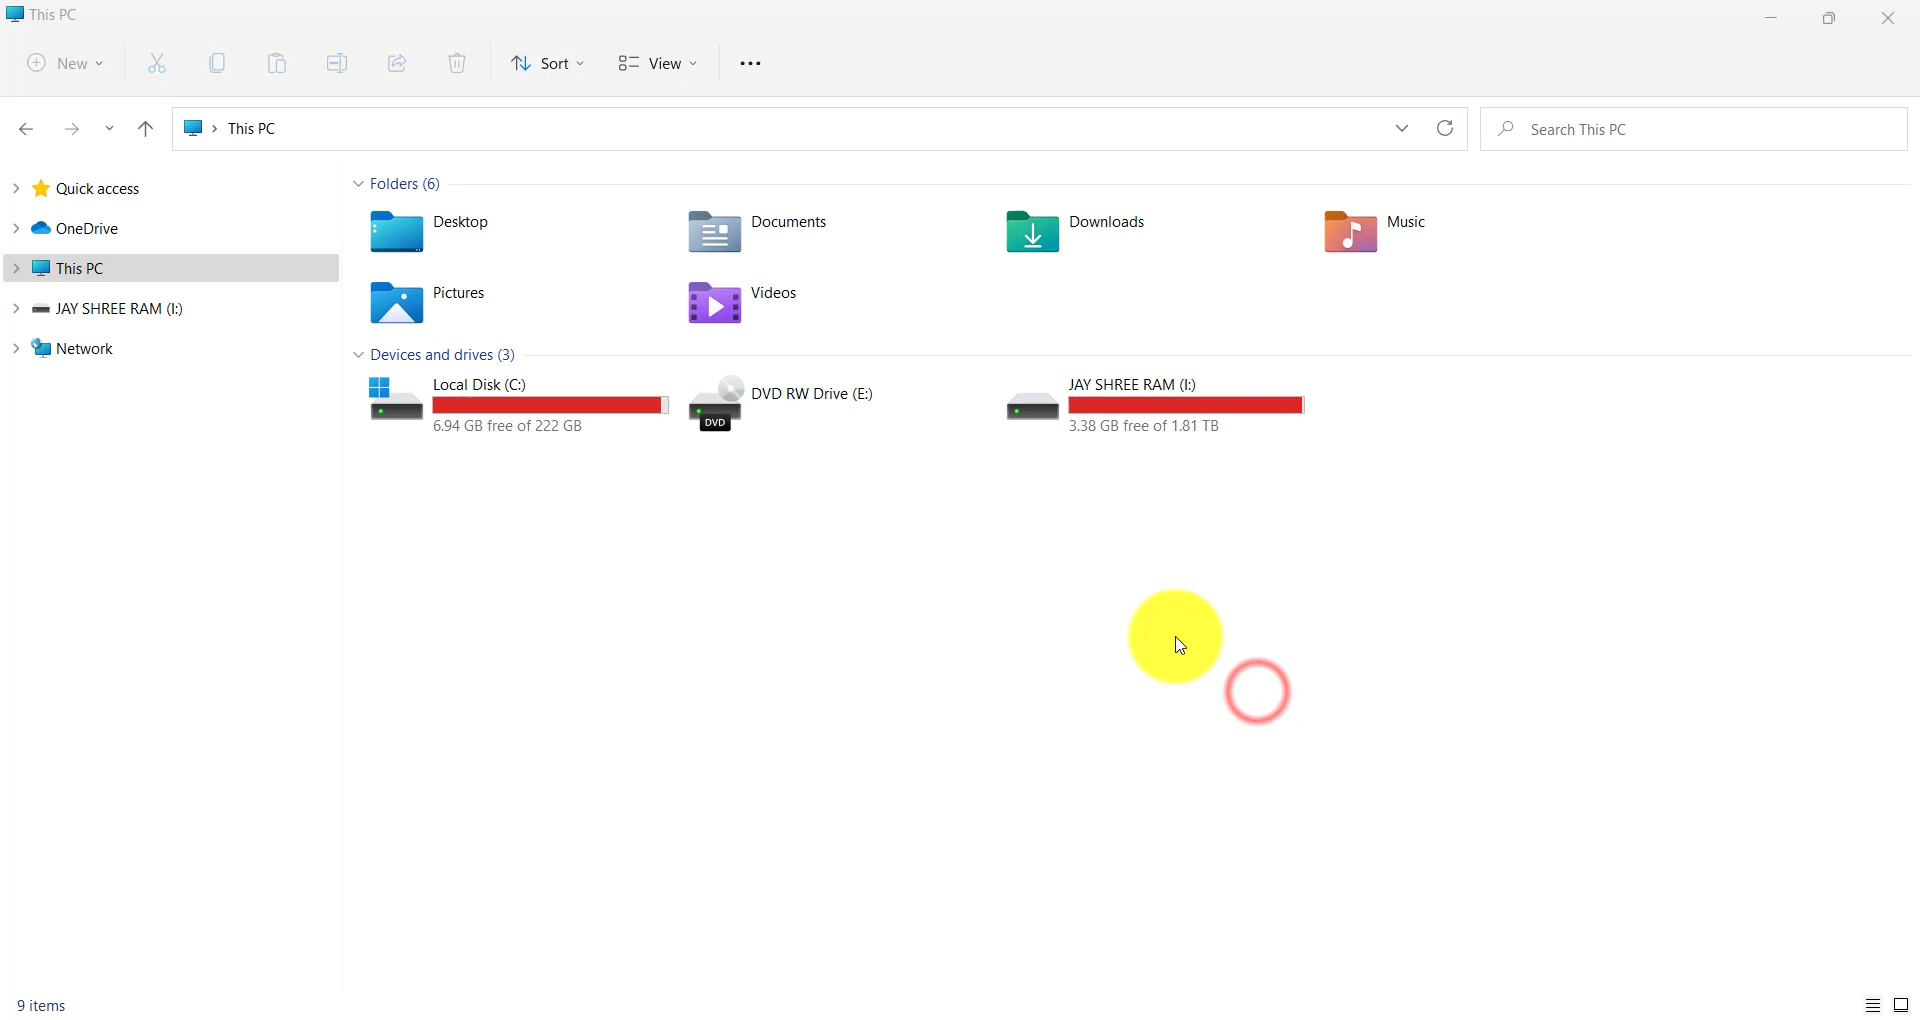 This PC
New
Sort
View
This PC
Search This PC
Quick access
OneDrive
This PC
JAY SHREE RAM (I:)
Network
Folders (6)
Desktop
Documents
Downloads
Music
Pictures
Videos
Devices and drives (3)
Local Disk (C:)
6.94 GB free of 222 GB
DVD
DVD RW Drive (E:)
JAY SHREE RAM (I:)
3.38 GB free of 1.81 TB
9 items